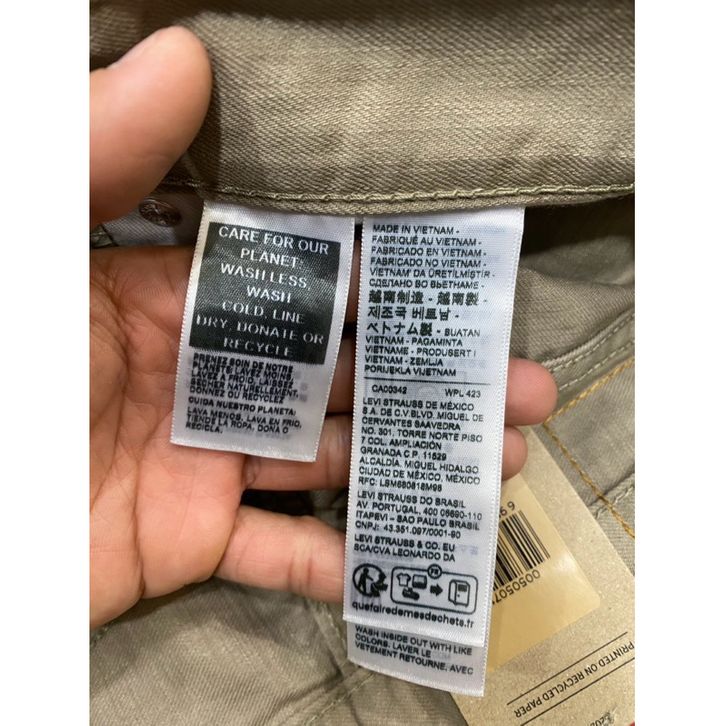 CARE FOR OUR
PLANET.
WASH LESS,
WASH
COLD, LINE
DRY, DONATE OR
RECYCLE
PRENEZ SOIN DE NOTRE
PLANÈTE: LAVEZ MOINS,
LAVEZ À FROID, LAISSEZ
SÉCHER NATURELLEMENT,
DONNEZ OU RECYCLEZ
CUIDA NUESTRO PLANETA:
LAVA MENOS, LAVA EN FRÍO,
TIENDE LA ROPA, DONA O
RECICLA.
MADE IN VIETNAM -
FABRIQUÉ AU VIETNAM -
FABRICADO EN VIETNAM -
FABRICADO NO VIETNAM -
VIETNAM DA ÜRETİLMİŞTİR -
СДЕЛАНО ВО ВЬЕТНАМЕ -
越南制造 - 越南製 -
제조국 베트남 -
ベトナム製 - BUATAN
VIETNAM - PAGAMINTA
VIETNAME - PRODUSERT I
VIETNAM - ZEMLJA
PORIJEKLA VIJETNAM
CA00342 WPL 423
LEVI STRAUSS DE MÉXICO
S.A. DE C.V. BLVD. MIGUEL DE
CERVANTES SAAVEDRA
NO. 301, TORRE NORTE PISO
7 COL. AMPLIACIÓN
GRANADA C.P. 11529
ALCALDÍA. MIGUEL HIDALGO
CIUDAD DE MÉXICO, MÉXICO
RFC: LSM680818M98
LEVI STRAUSS DO BRASIL
AV. PORTUGAL, 400 06690-110
ITAPEVI - SAO PAULO BRASIL
CNPJ: 43.351.097/0001-90
LEVI STRAUSS & CO. EU
SCA/CVA LEONARDO DA
FR
quefairedemesdechets.fr
WASH INSIDE OUT WITH LIKE
COLORS. LAVER LE
VETEMENT RETOURNE, AVEC
PRINTED ON RECYCLED PAPER